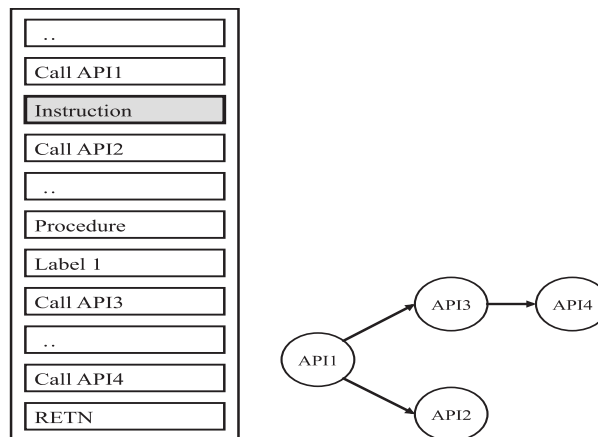 ..
Call API1
Instruction
Call API2
..
Procedure
Label 1
Call API3
..
Call API4
RETN
API3
API4
API1
API2